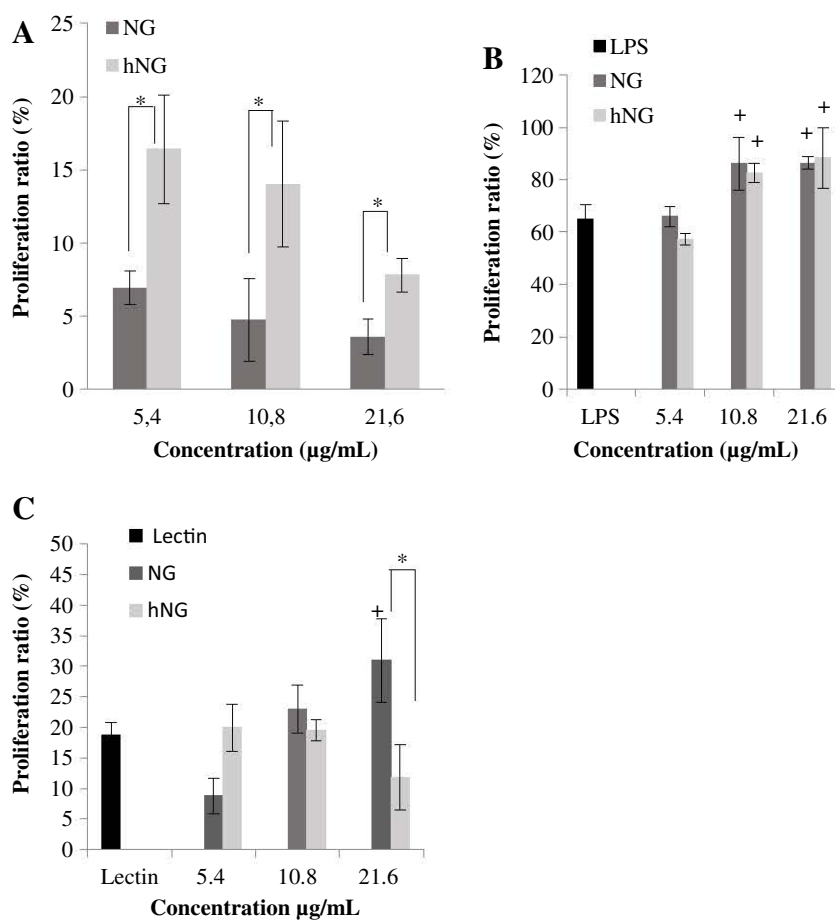 A
NG
hNG
25
20
15
10
5
0
Proliferation ratio (%)
*
*
*
5,4 10,8 21,6
Concentration (µg/mL)
B
LPS
NG
hNG
120
100
80
60
40
20
0
Proliferation ratio (%)
+
+
+
+
LPS 5.4 10.8 21.6
Concentration (µg/mL)
C
Lectin
NG
hNG
50
45
40
35
30
25
20
15
10
5
0
Proliferation ratio (%)
*
+
Lectin 5.4 10.8 21.6
Concentration µg/mL